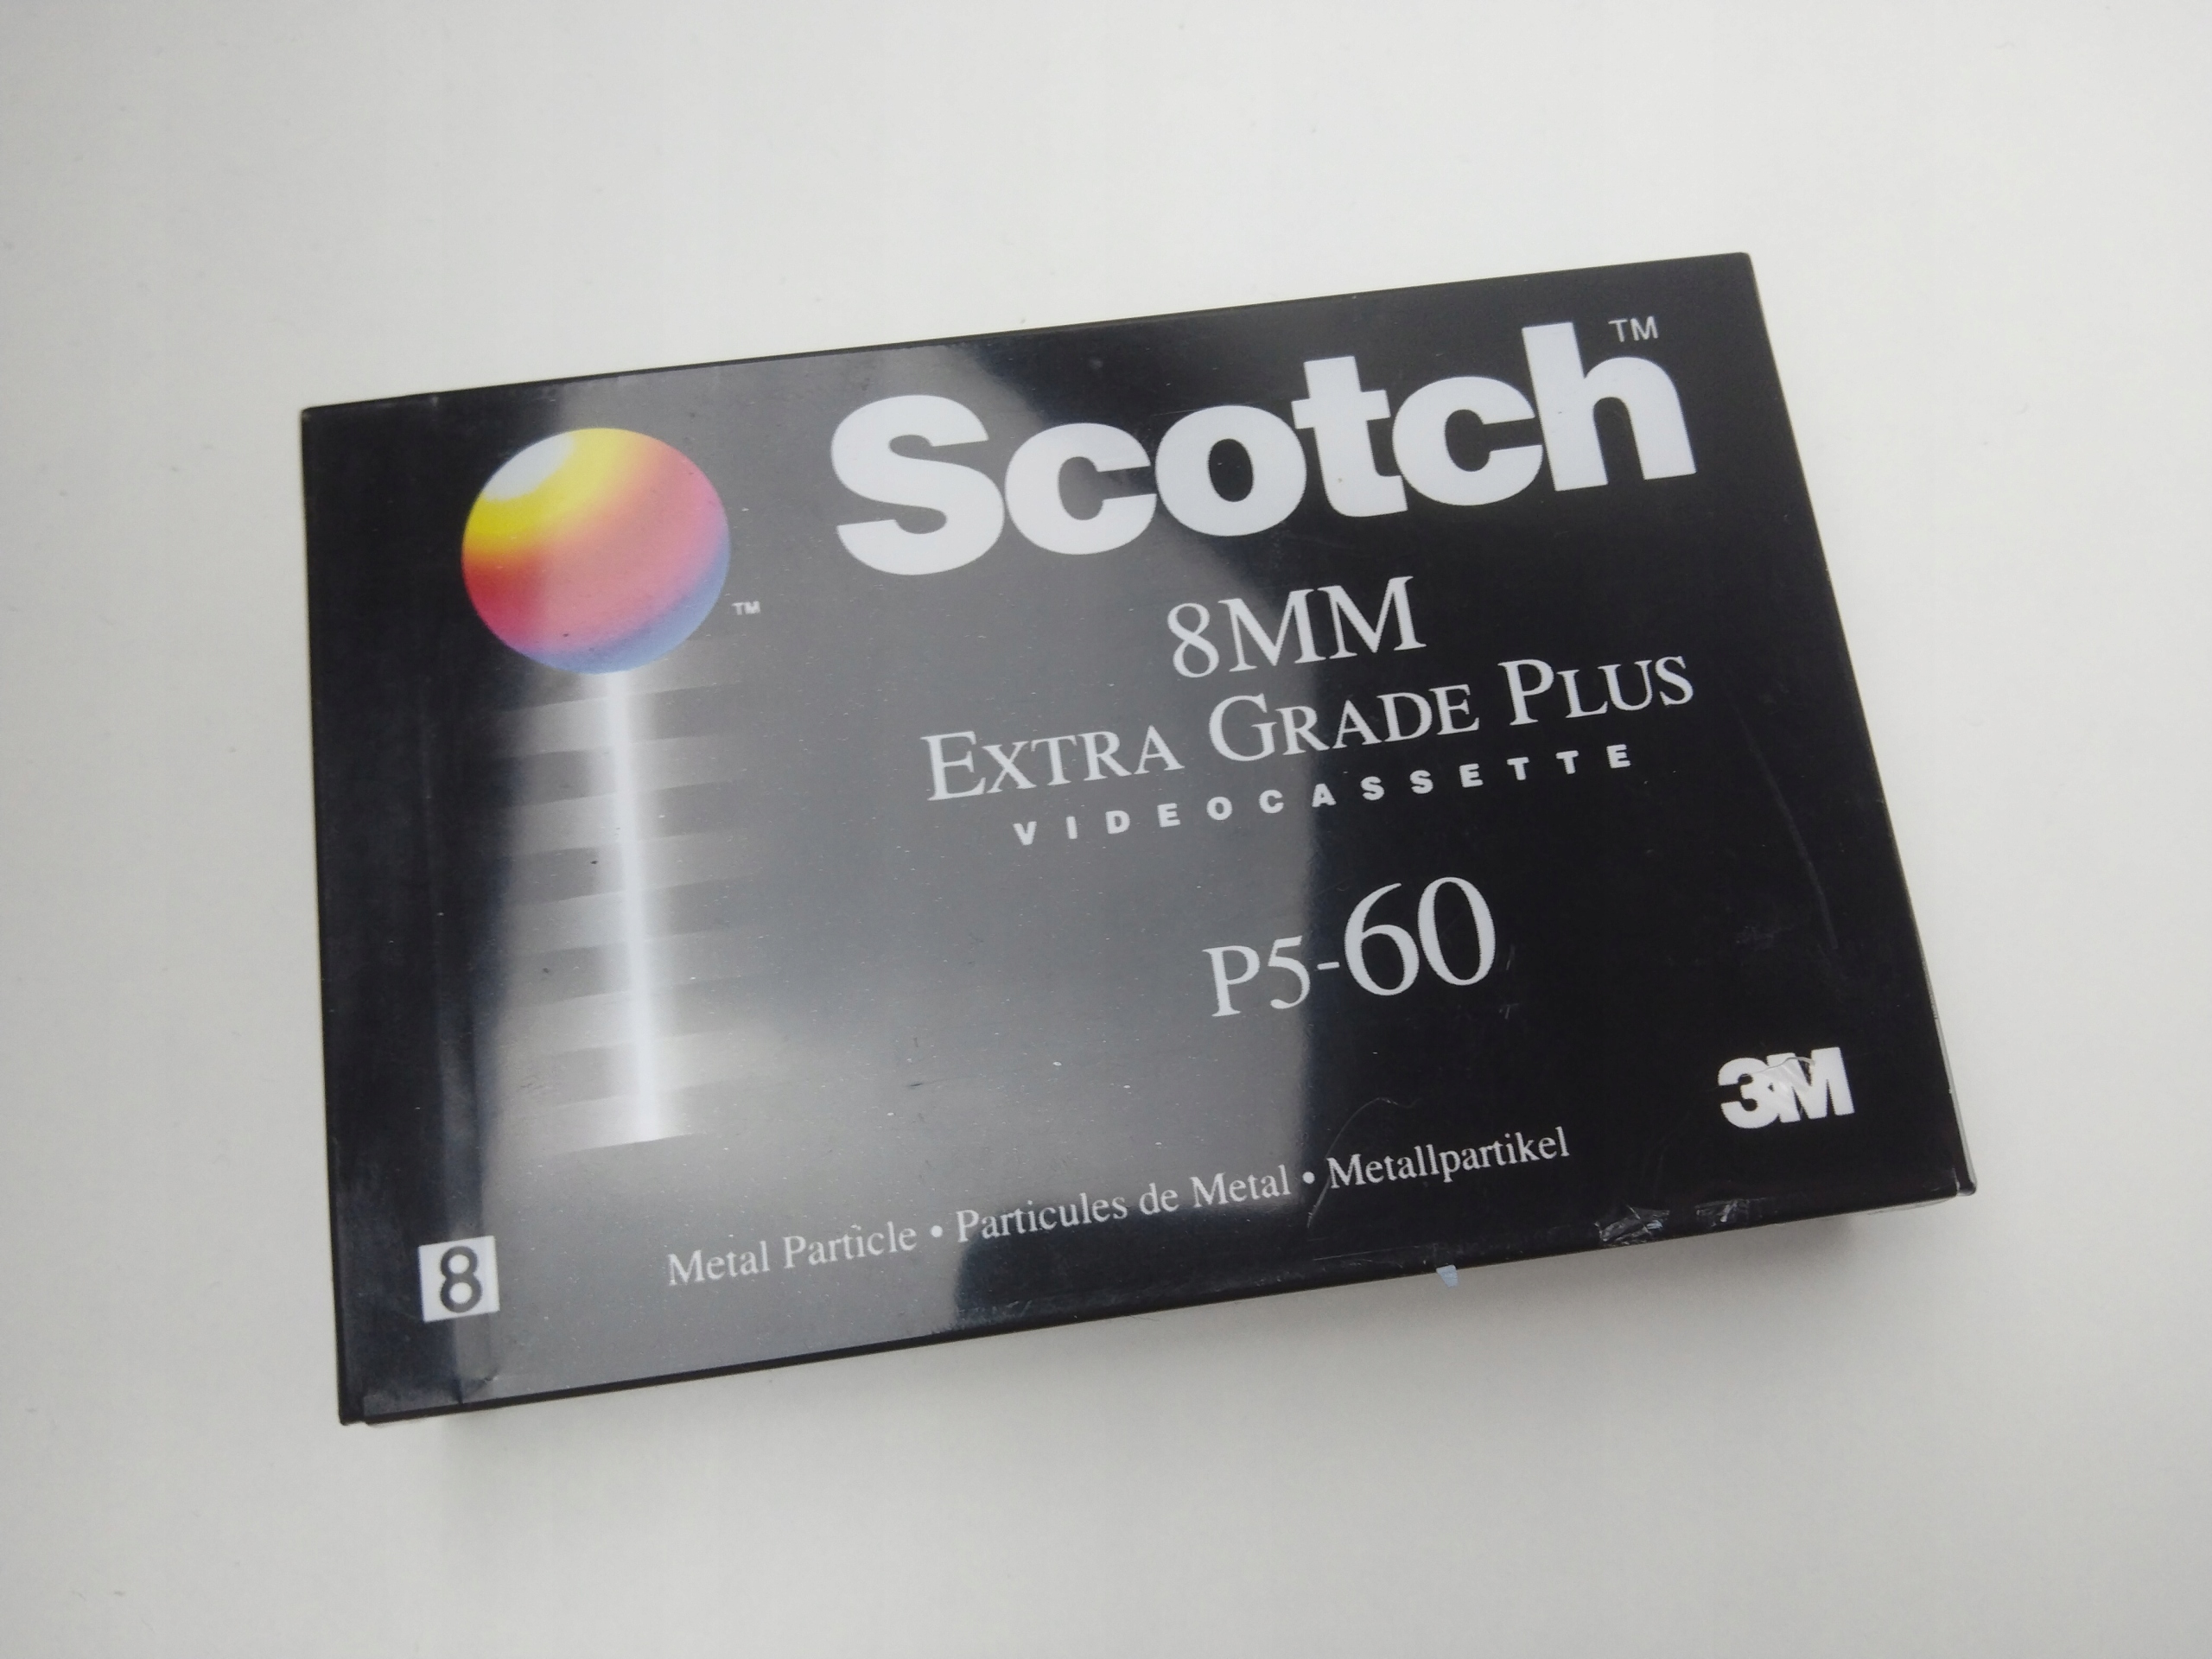 Scotch™
™
8MM
EXTRA GRADE PLUS
VIDEOCASSETTE
P5-60
3M
Metal Particle • Particules de Metal • Metallpartikel
8